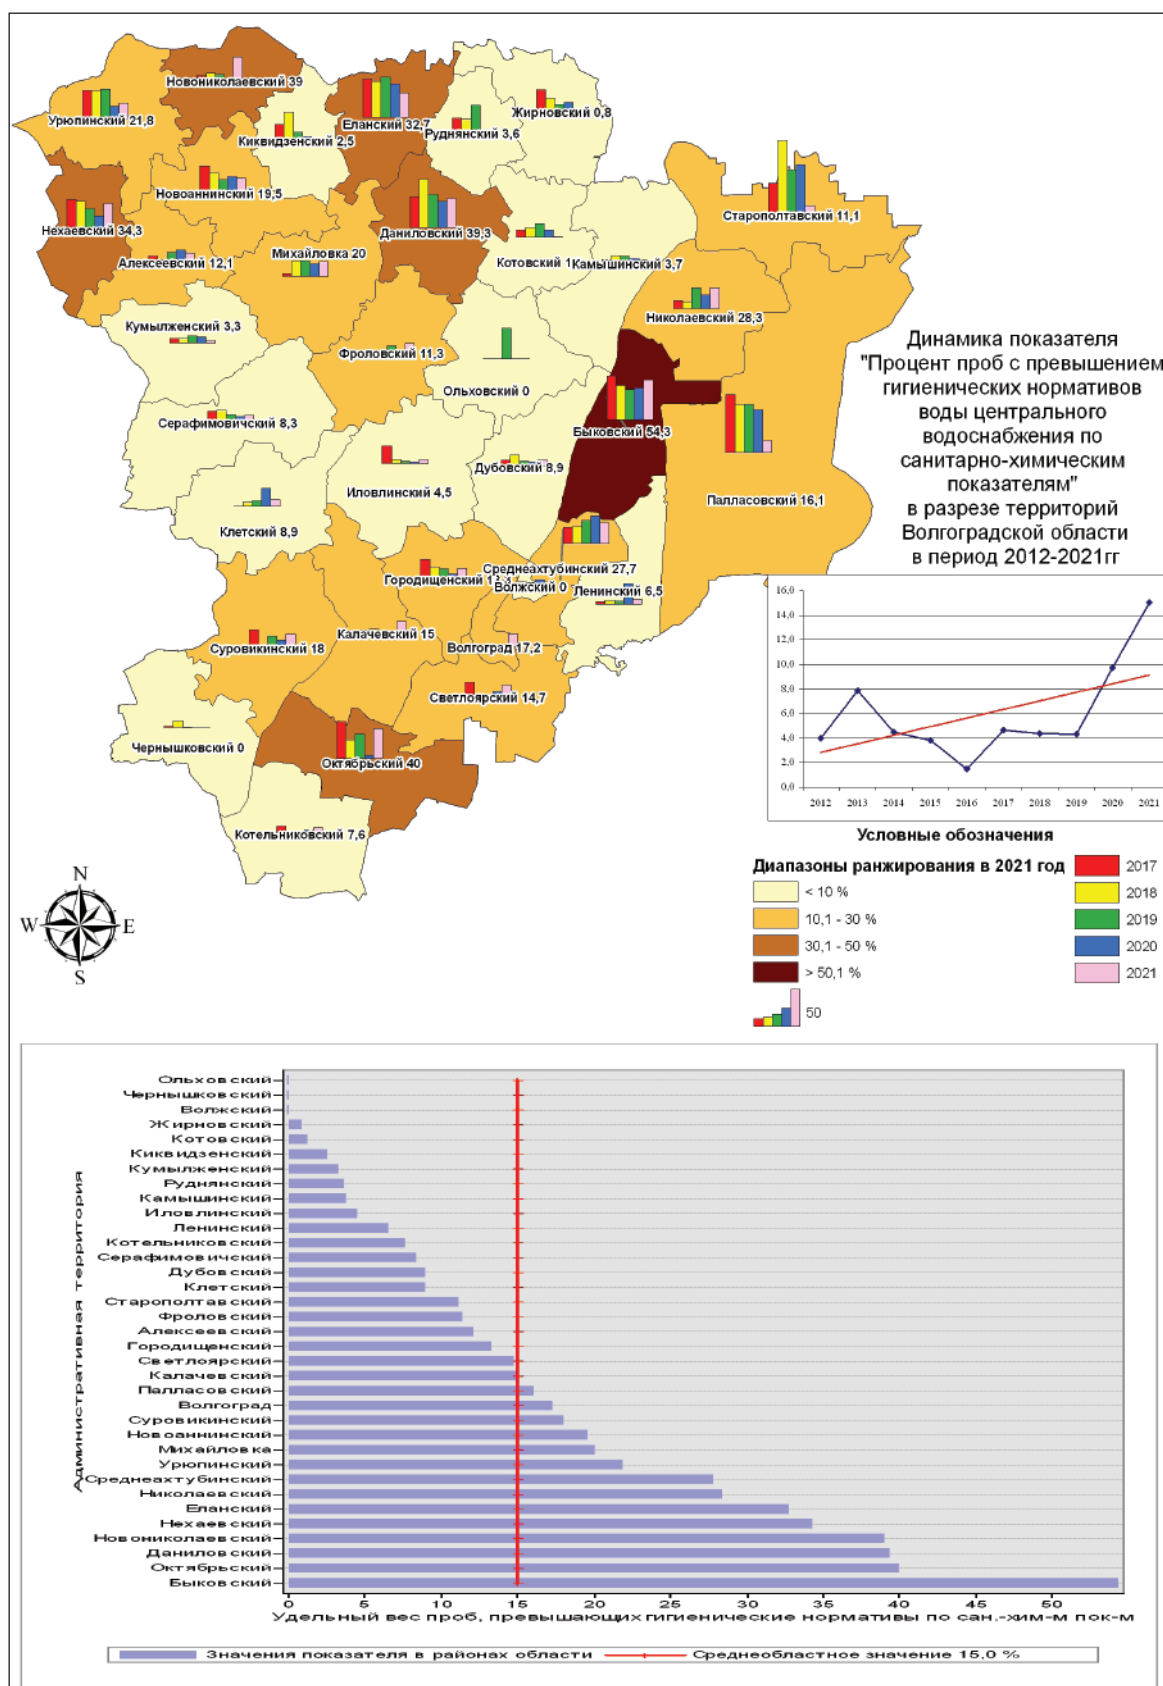 Новониколаевский 39
Урюпинский 21,8
Киквидзенский 2,5
Еланский 32,7
Руднянский 3,6
Жирновский 0,8
Новоаннинский 19,5
Нехаевский 34,3
Даниловский 39,3
Старополтавский 11,1
Алексеевский 12,1
Михайловка 20
Котовский 1
Камышинский 3,7
Николаевский 28,3
Кумылженский 3,3
Фроловский 11,3
Ольховский 0
Серафимовичский 8,3
Быковский 54,3
Дубовский 8,9
Иловлинский 4,5
Клетский 8,9
Палласовский 16,1
Среднеахтубинский 27,7
Городищенский
Волжский 0
Ленинский 6,5
Калачевский 15
Суровикинский 18
Волгоград 17,2
Светлоярский 14,7
Чернышковский 0
Октябрьский 40
Котельниковский 7,6
Динамика показателя
"Процент проб с превышением
гигиенических нормативов
воды центрального
водоснабжения по
санитарно-химическим
показателям"
в разрезе территорий
Волгоградской области
в период 2012-2021гг
16,0
14,0
12,0
10,0
8,0
6,0
4,0
2,0
0,0
2012 2013 2014 2015 2016 2017 2018 2019 2020 2021
Условные обозначения
Диапазоны ранжирования в 2021 год
< 10 %
10,1 - 30 %
30,1 - 50 %
> 50,1 %
50
2017
2018
2019
2020
2021
N
W E
S
Административная территория
Ольховский
Чернышковский
Волжский
Жирновский
Котовский
Киквидзенский
Кумылженский
Руднянский
Камышинский
Иловлинский
Ленинский
Котельниковский
Серафимовичский
Дубовский
Клетский
Старополтавский
Фроловский
Алексеевский
Городищенский
Светлоярский
Калачевский
Палласовский
Волгоград
Суровикинский
Новоаннинский
Михайловка
Урюпинский
Среднеахтубинский
Николаевский
Еланский
Нехаевский
Новониколаевский
Даниловский
Октябрьский
Быковский
0 5 10 15 20 25 30 35 40 45 50
Удельный вес проб, превышающих гигиенические нормативы по сан.-хим-м пок-м
Значения показателя в районах области Среднеобластное значение 15,0 %